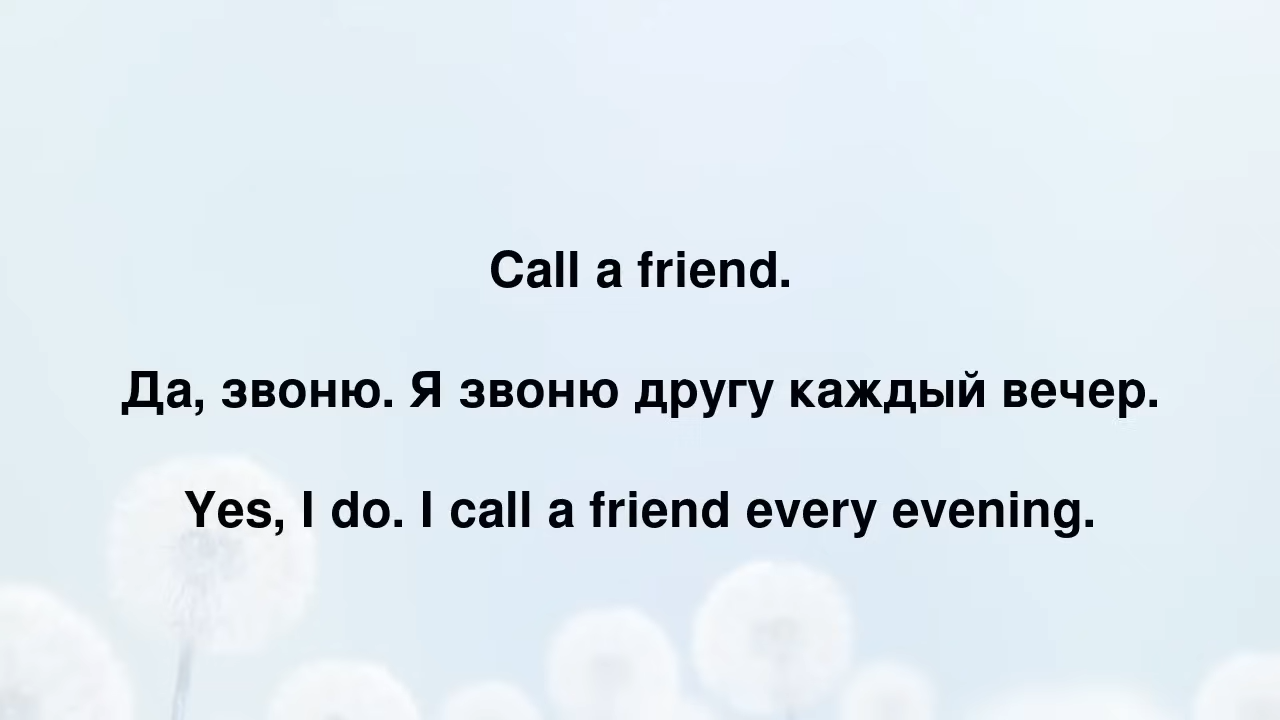 Call a friend.
Да, звоню. Я звоню другу каждый вечер.
Yes, I do. I call a friend every evening.